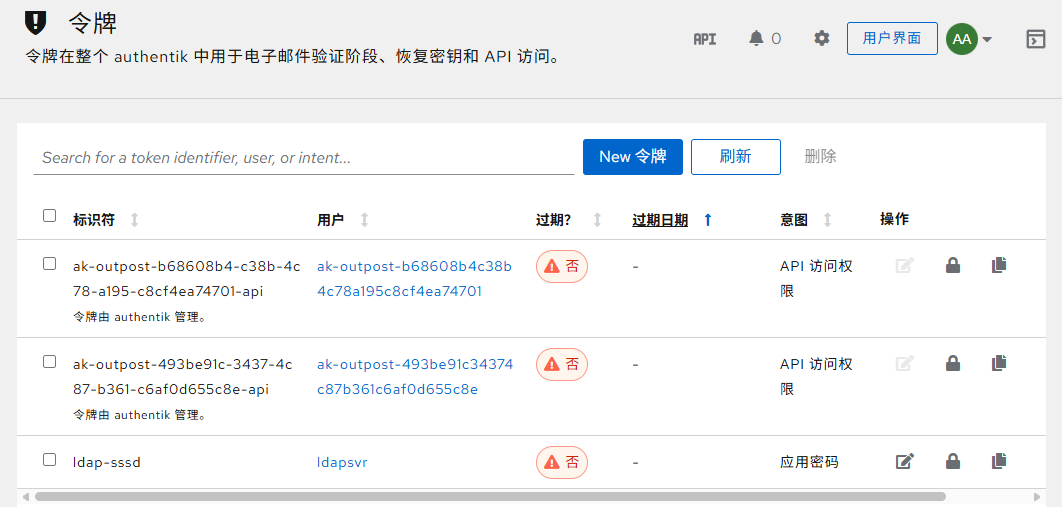 令牌
令牌在整个 authentik 中用于电子邮件验证阶段、恢复密钥和 API 访问。
API
0
用户界面
AA
Search for a token identifier, user, or intent...
New 令牌
刷新
删除
标识符
用户
过期?
过期日期
意图
操作
ak-outpost-b68608b4-c38b-4c
78-a195-c8cf4ea74701-api
令牌由 authentik 管理。
ak-outpost-b68608b4c38b
4c78a195c8cf4ea74701
否
-
API 访问权
限
ak-outpost-493be91c-3437-4c
87-b361-c6af0d655c8e-api
令牌由 authentik 管理。
ak-outpost-493be91c34374
c87b361c6af0d655c8e
否
-
API 访问权
限
ldap-sssd
ldapsvr
否
-
应用密码